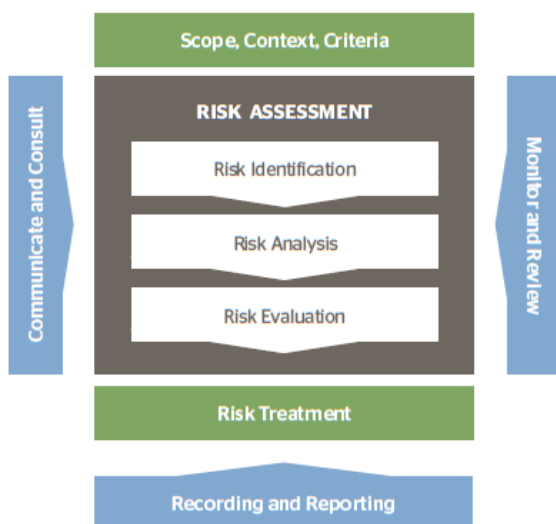 Scope, Context, Criteria
Communicate and Consult
RISK ASSESSMENT
Risk Identification
Risk Analysis
Risk Evaluation
Monitor and Review
Risk Treatment
Recording and Reporting